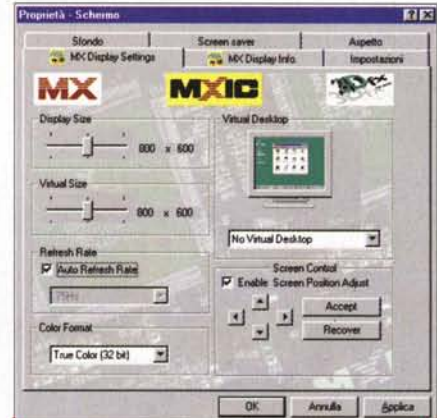 Proprietà - Schermo
Sfondo Screen saver Aspetto
MX Display Settings MX Display Info. Impostazioni
MX MXIC
Display Size
800 x 600
Virtual Size
800 x 600
Refresh Rate
Auto Refresh Rate
75Hz
Color Format
True Color (32 bit)
Virtual Desktop
No Virtual Desktop
Screen Control
Enable Screen Position Adjust
Accept
Recover
OK Annulla Applica